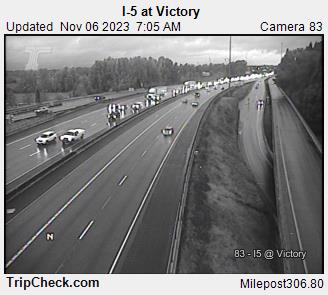 I-5 at Victory
Updated Nov 06 2023 7:05 AM Camera 83
N
83 - I5 @ Victory
TripCheck.com Milepost306.80